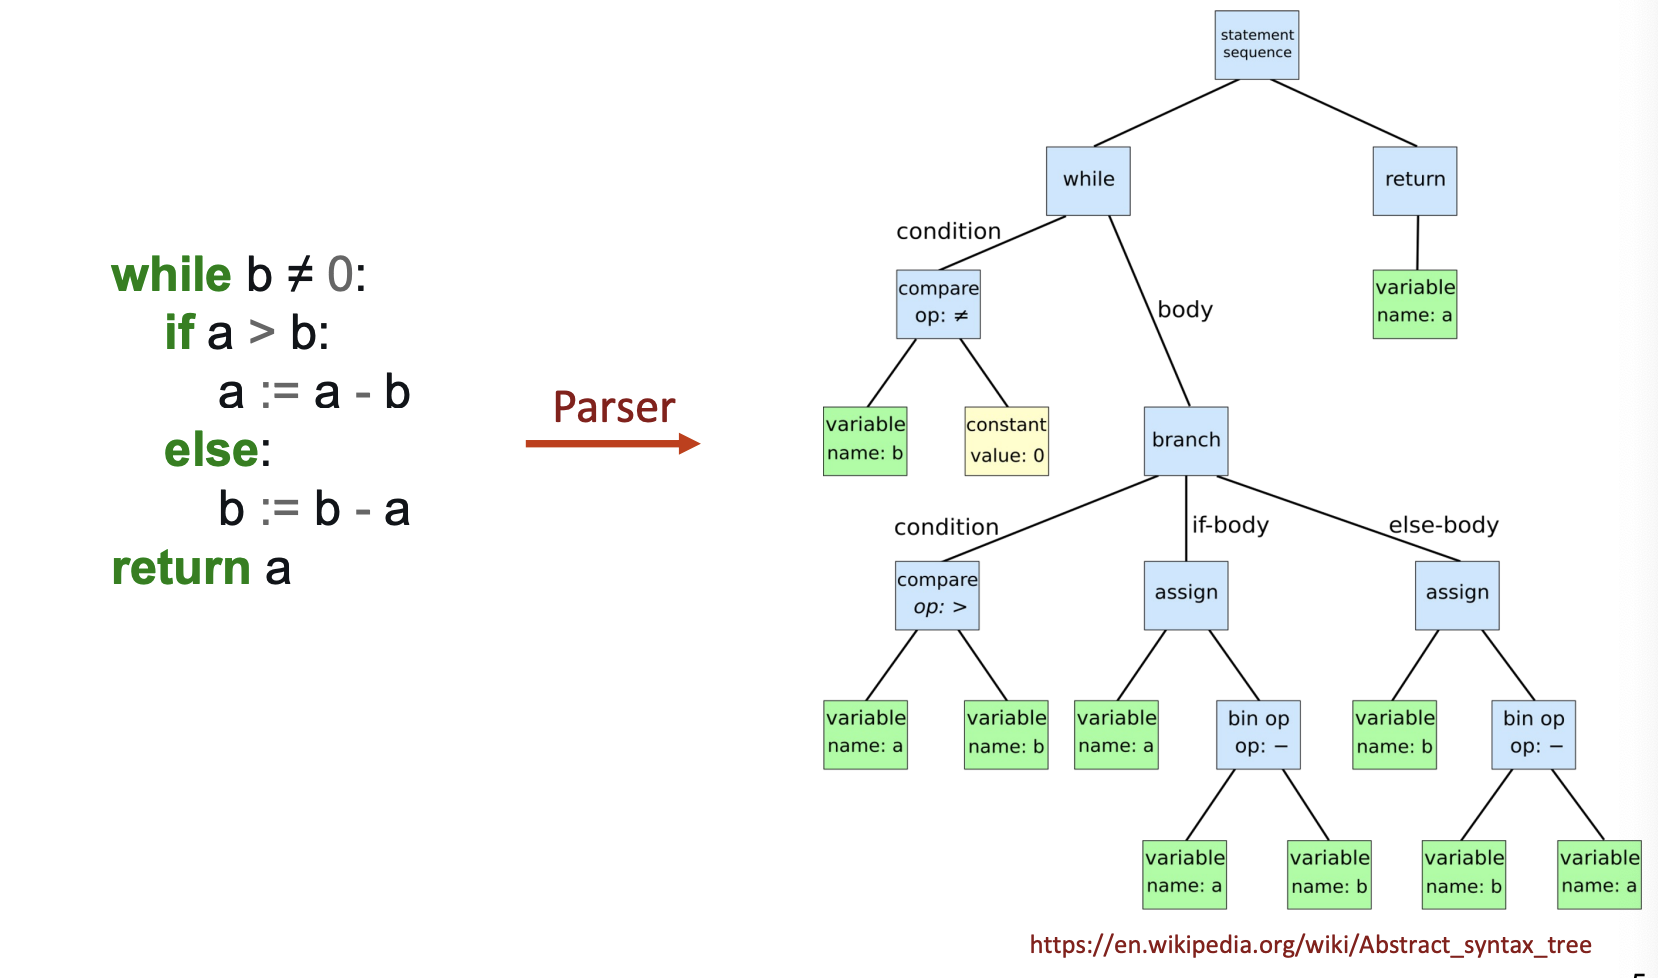 while b ≠ 0:
if a > b:
a := a - b
else:
b := b - a
return a
Parser
statement
sequence
while
return
condition
compare
op: ≠
body
variable
name: a
variable
name: b
constant
value: 0
branch
condition
if-body
else-body
compare
op: >
assign
assign
variable
name: a
variable
name: b
variable
name: a
bin op
op: −
variable
name: b
bin op
op: −
variable
name: a
variable
name: b
variable
name: b
variable
name: a
https://en.wikipedia.org/wiki/Abstract_syntax_tree